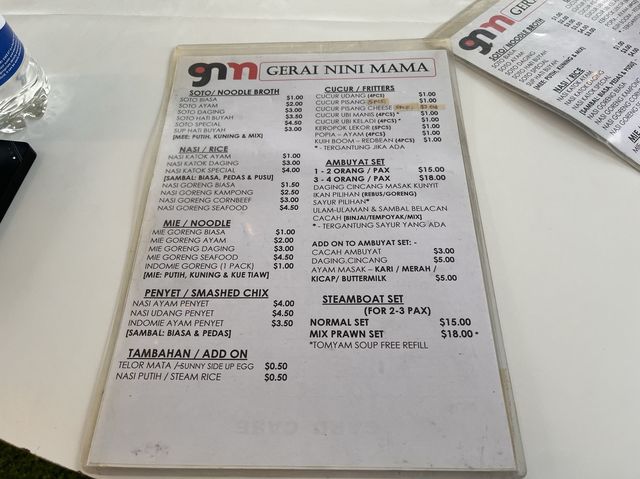 gnm GERAI NINI MAMA
SOTO / NOODLE BROTH
SOTO BIASA $1.00
SOTO AYAM $2.00
SOTO DAGING $3.00
SOTO HATI BUYAH $3.50
SOTO SPECIAL $4.50
SUP HATI BUYAH $3.00
[MEE: PUTIH, KUNING & MIX]
NASI / RICE
NASI KATOK AYAM $1.00
NASI KATOK DAGING $3.00
NASI KATOK SPECIAL $4.00
[SAMBAL: BIASA, PEDAS & PUSU]
NASI GORENG BIASA $1.50
NASI GORENG KAMPONG $2.50
NASI GORENG CORNBEEF $3.00
NASI GORENG SEAFOOD $4.50
MIE / NOODLE
MIE GORENG BIASA $1.00
MIE GORENG AYAM $2.00
MIE GORENG DAGING $3.00
MIE GORENG SEAFOOD $4.50
INDOMIE GORENG (1 PACK) $1.00
[MIE: PUTIH, KUNING & KUE TIAW]
PENYET / SMASHED CHIX
NASI AYAM PENYET $4.00
NASI UDANG PENYET $4.50
INDOMIE AYAM PENYET $3.50
[SAMBAL: BIASA & PEDAS]
TAMBAHAN / ADD ON
TELOR MATA /-SUNNY SIDE UP EGG $0.50
NASI PUTIH / STEAM RICE $0.50
CUCUR / FRITTERS
CUCUR UDANG (4PCS) $1.00
CUCUR PISANG $1.00
CUCUR PISANG CHEESE
CUCUR UBI MANIS (4PCS) * $1.00
CUCUR UBI KELADI (4PCS) * $1.00
KEROPOK LEKOR (5PCS) $1.00
POPIA – AYAM (4PCS) $1.00
KUIH BOOM – REDBEAN (4PCS) $1.00
* - TERGANTUNG JIKA ADA
AMBUYAT SET
1 - 2 ORANG / PAX $15.00
3 - 4 ORANG / PAX $18.00
DAGING CINCANG MASAK KUNYIT
IKAN PILIHAN (REBUS/GORENG)
SAYUR PILIHAN*
ULAM-ULAMAN & SAMBAL BELACAN
CACAH (BINJAI/TEMPOYAK/MIX)
* - TERGANTUNG SAYUR YANG ADA
ADD ON TO AMBUYAT SET: -
CACAH AMBUYAT $3.00
DAGING.CINCANG $5.00
AYAM MASAK – KARI / MERAH /
KICAP/ BUTTERMILK $5.00
STEAMBOAT SET
(FOR 2-3 PAX)
NORMAL SET $15.00
MIX PRAWN SET $18.00 *
*TOMYAM SOUP FREE REFILL
gnm GERAI
SOTO / NOODLE BROTH
SOTO BIASA
SOTO AYAM
SOTO DAGING